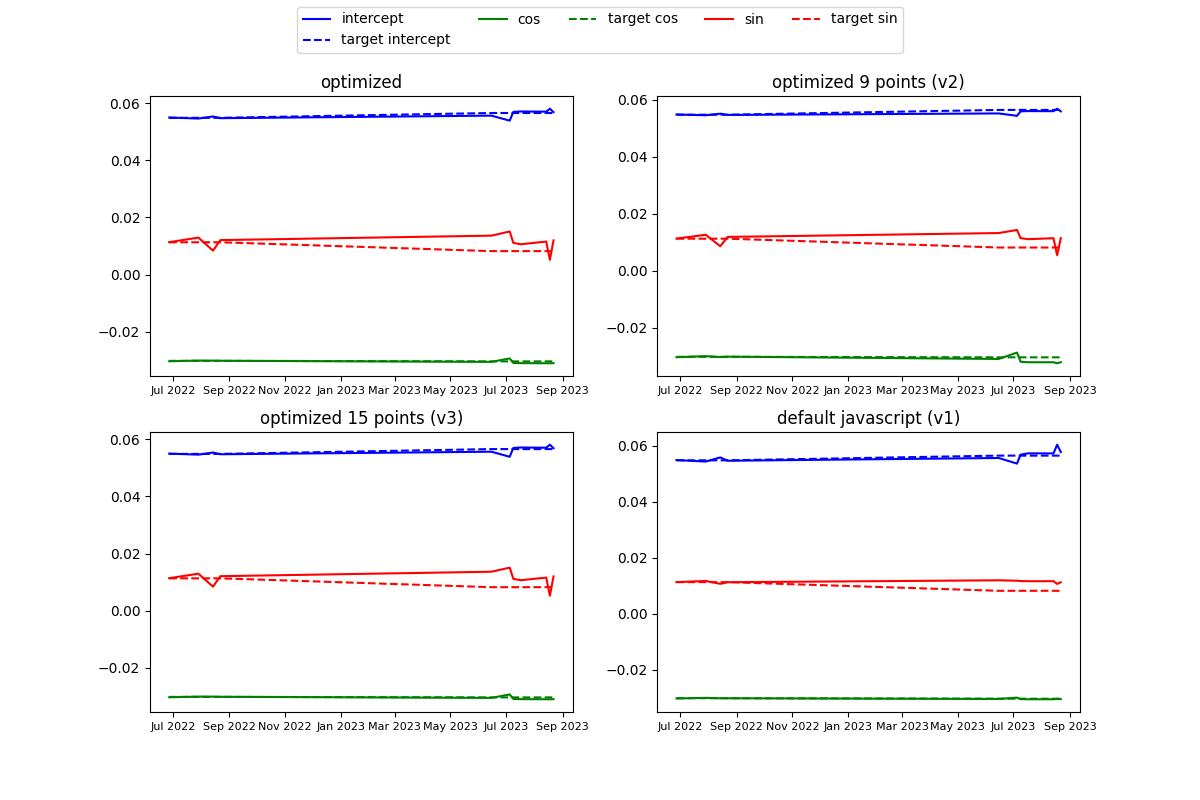 intercept cos target cos sin target sin
target intercept
optimized
0.06
0.04
0.02
0.00
−0.02
Jul 2022 Sep 2022 Nov 2022 Jan 2023 Mar 2023 May 2023 Jul 2023 Sep 2023
optimized 9 points (v2)
0.06
0.04
0.02
0.00
−0.02
Jul 2022 Sep 2022 Nov 2022 Jan 2023 Mar 2023 May 2023 Jul 2023 Sep 2023
optimized 15 points (v3)
0.06
0.04
0.02
0.00
−0.02
Jul 2022 Sep 2022 Nov 2022 Jan 2023 Mar 2023 May 2023 Jul 2023 Sep 2023
default javascript (v1)
0.06
0.04
0.02
0.00
−0.02
Jul 2022 Sep 2022 Nov 2022 Jan 2023 Mar 2023 May 2023 Jul 2023 Sep 2023